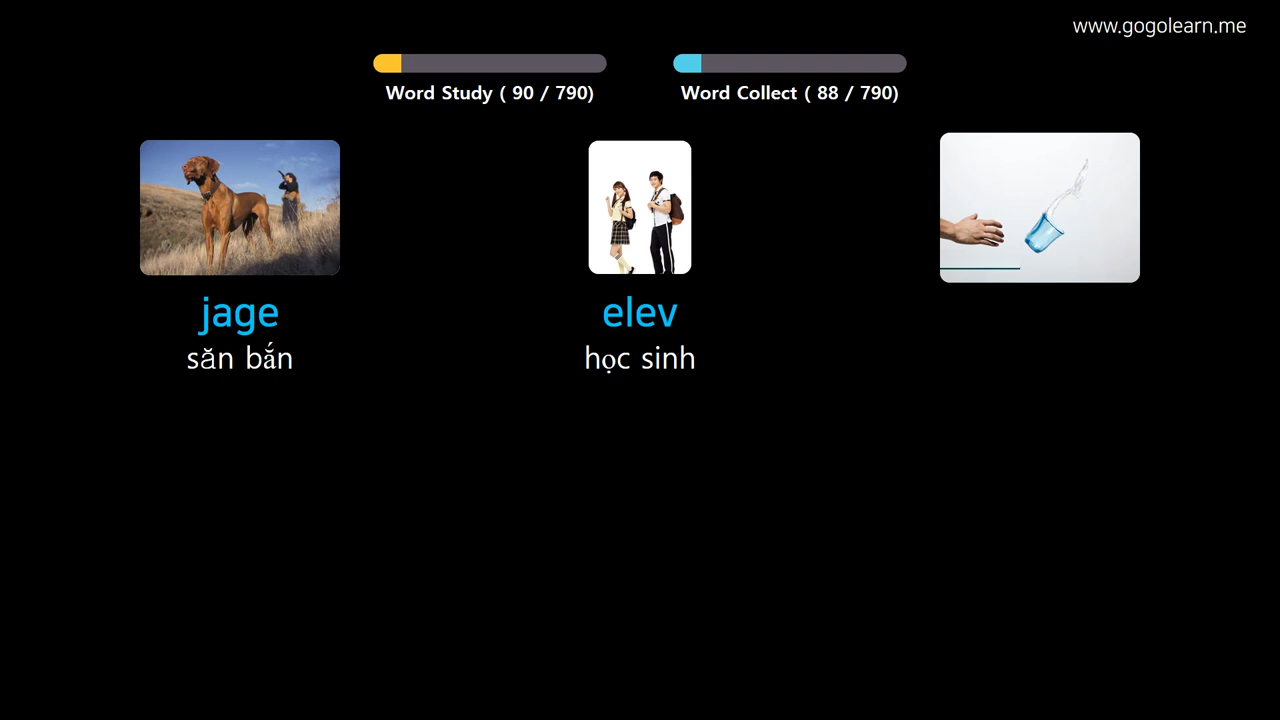 www.gogolearn.me
Word Study ( 90 / 790)
Word Collect ( 88 / 790)
jage
săn bắn
elev
học sinh